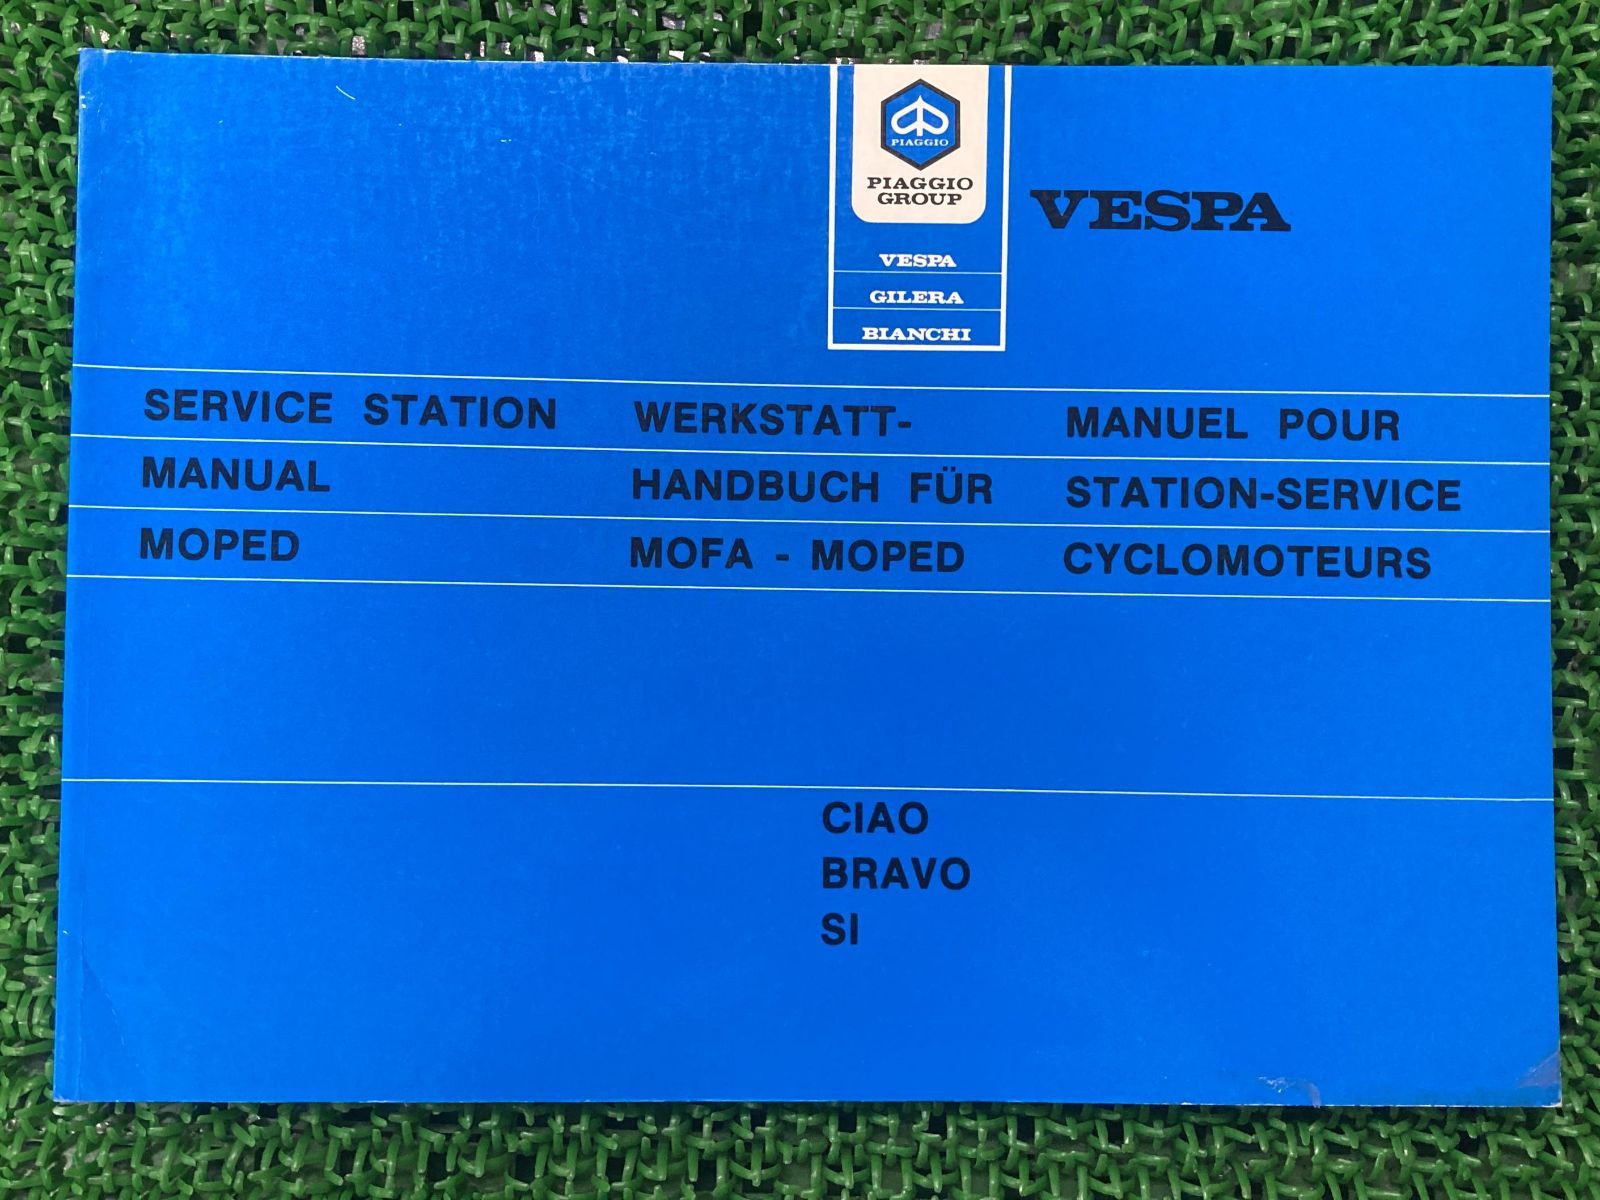 PIAGGIO
PIAGGIO
GROUP
VESPA
GILERA
BIANCHI
VESPA
SERVICE STATION
MANUAL
MOPED
WERKSTATT-
HANDBUCH FÜR
MOFA - MOPED
MANUEL POUR
STATION-SERVICE
CYCLOMOTEURS
CIAO
BRAVO
SI